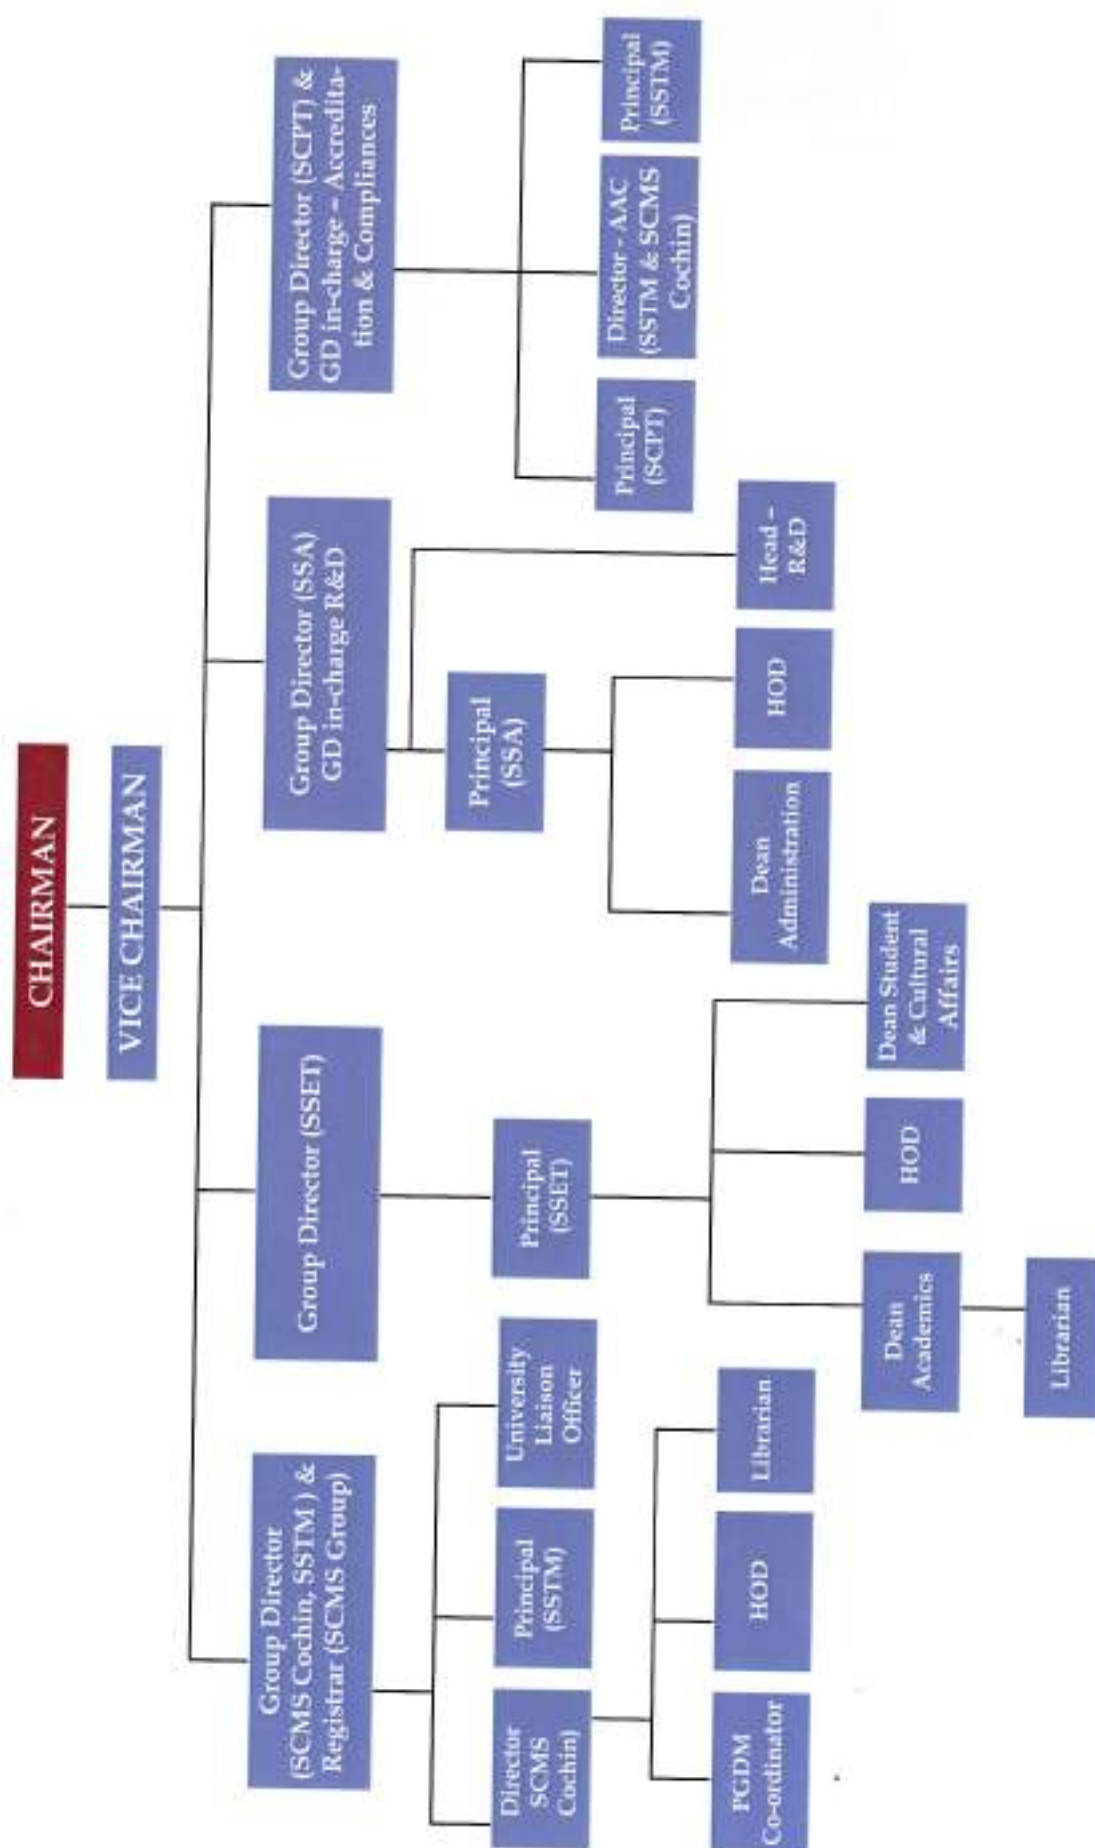 CHAIRMAN
VICE CHAIRMAN
Group Director
(SCMS Cochin, SSTM ) &
Registrar (SCMS Group)
Group Director (SSET)
Group Director (SSA)
GD in-charge R&D
Group Director (SCPT) &
GD in-charge – Accredita-
tion & Compliances
Director
SCMS
Cochin)
Principal
(SSTM)
University
Liaison
Officer
Principal
(SSET)
Principal
(SSA)
Principal
(SCPT)
Director - AAC
(SSTM & SCMS
Cochin)
Principal
(SSTM)
PGDM
Co-ordinator
HOD
Librarian
Dean
Administration
HOD
Head –
R&D
Dean
Academics
HOD
Dean Student
& Cultural
Affairs
Librarian